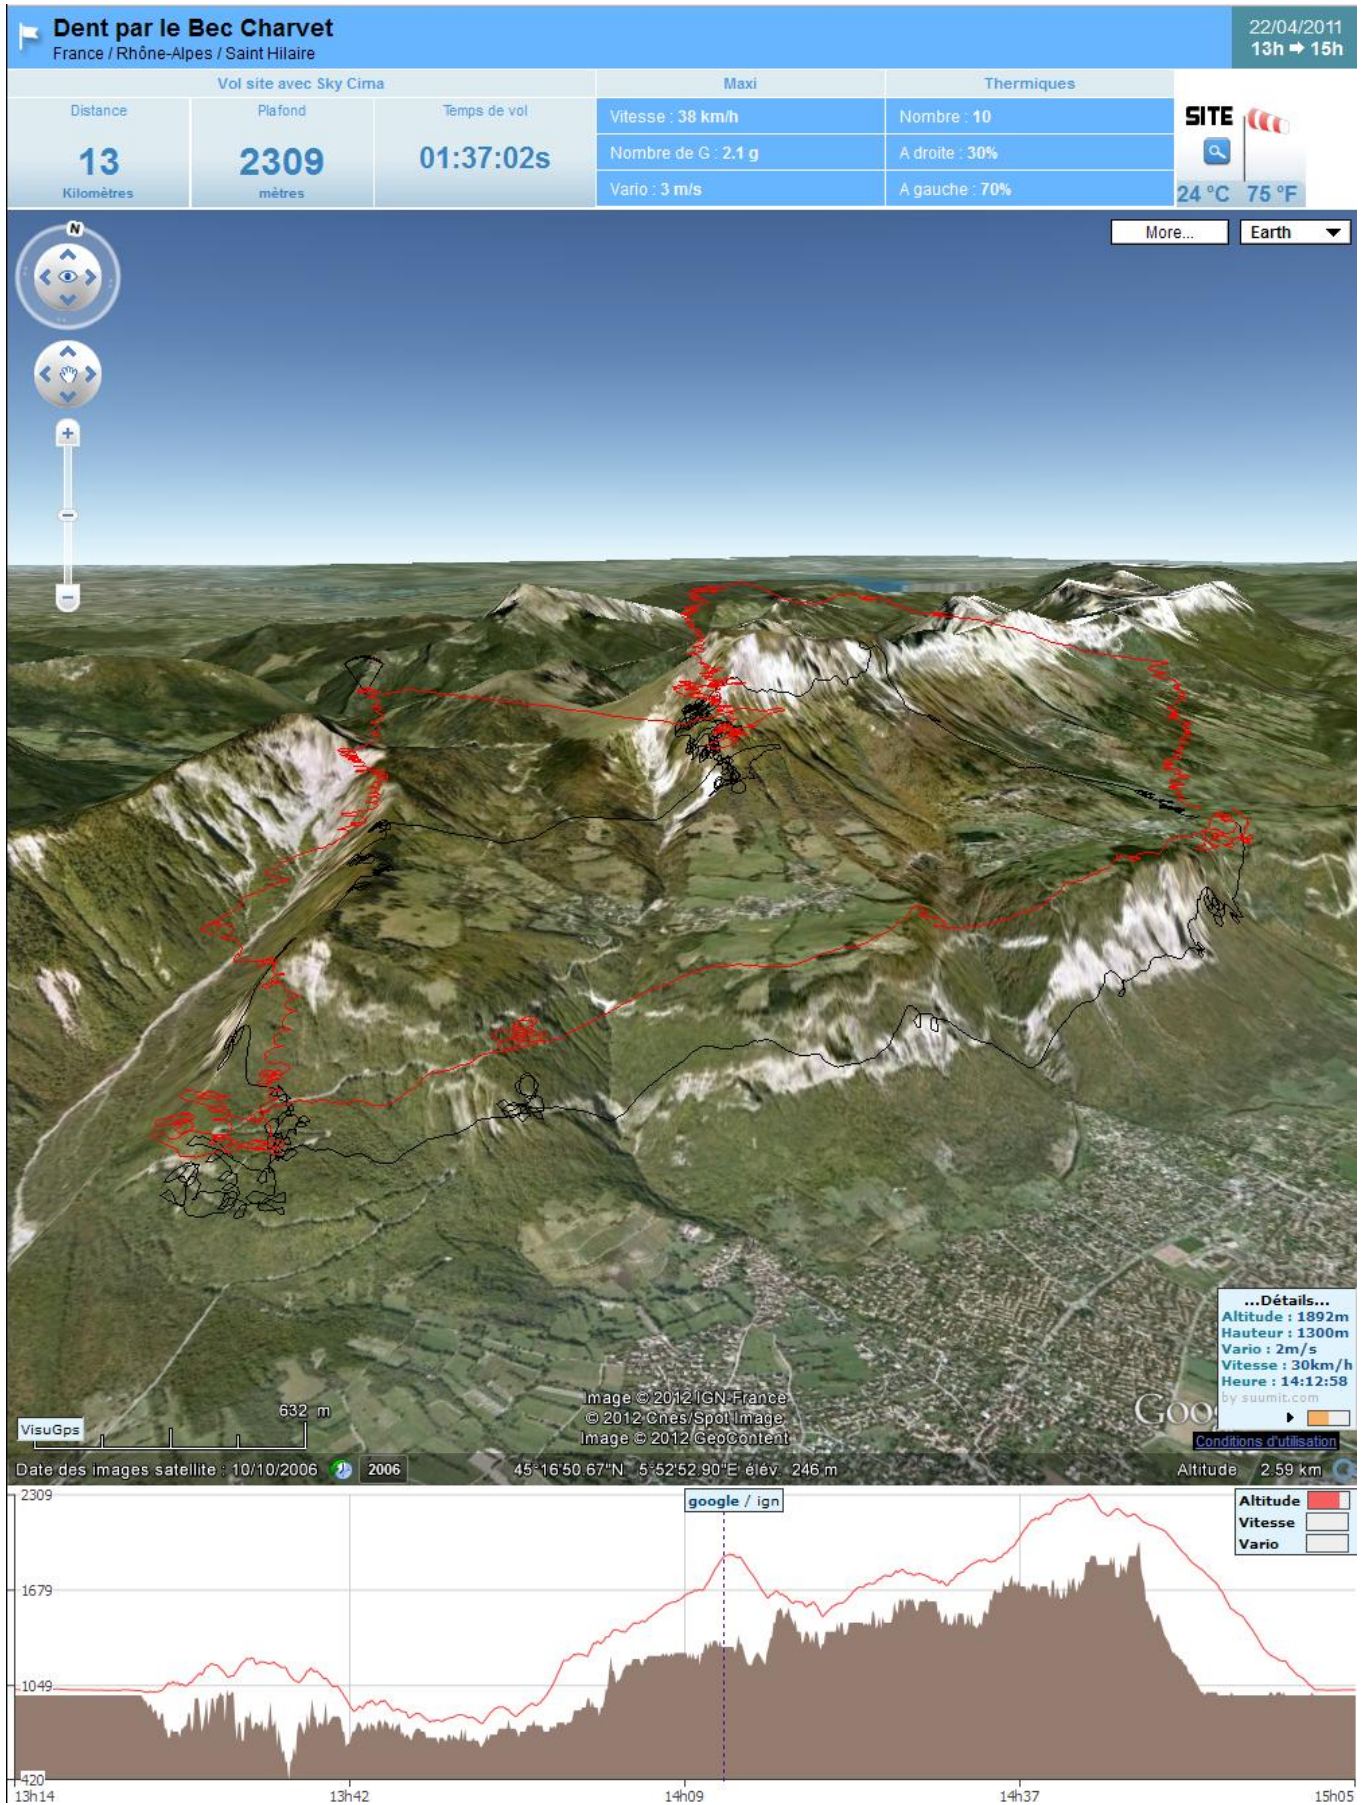 Dent par le Bec Charvet
France / Rhône-Alpes / Saint Hilaire
22/04/2011
13h ➡ 15h
Vol site avec Sky Cima
Maxi
Thermiques
Distance
Plafond
Temps de vol
13
2309
01:37:02s
Kilomètres
mètres
Vitesse : 38 km/h
Nombre de G : 2.1 g
Vario : 3 m/s
Nombre : 10
A droite : 30%
A gauche : 70%
SITE
24 °C 75 °F
N
More...
Earth
...Détails...
Altitude : 1892m
Hauteur : 1300m
Vario : 2m/s
Vitesse : 30km/h
Heure : 14:12:58
by suumit.com
Conditions d'utilisation
632 m
VisuGps
Image © 2012 IGN-France
© 2012 Cnes/Spot Image
Image © 2012 GeoContent
Date des images satellite : 10/10/2006
2006
45°16'50.67"N 5°52'52.90"E élév. 246 m
Altitude 2.59 km
google / ign
Altitude
Vitesse
Vario
2309
1679
1049
420
13h14
13h42
14h09
14h37
15h05